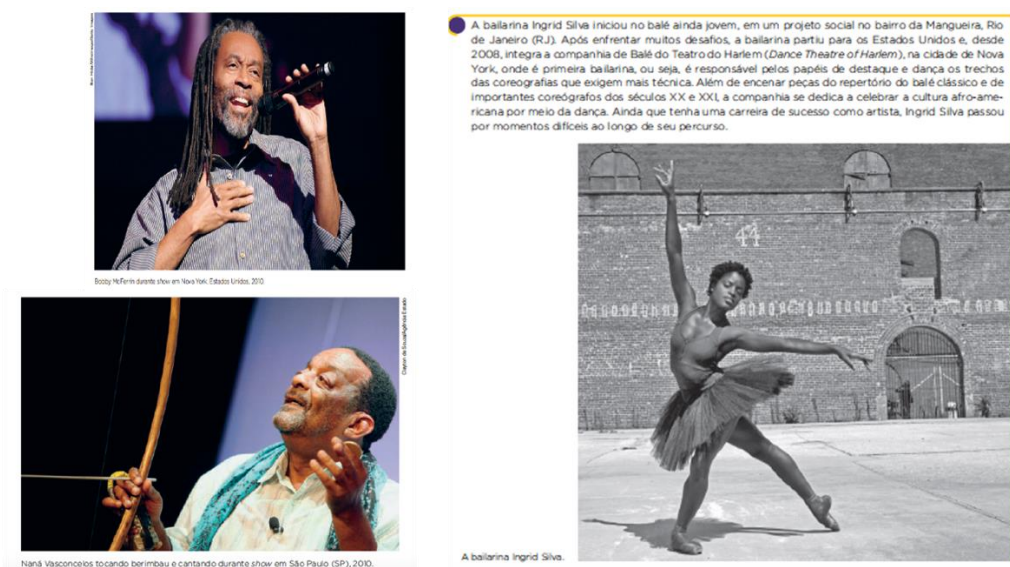 Bobby McFerrin durante show em Nova York, Estados Unidos, 2010.
Clayton de Souza/Agência Estado
Naná Vasconcelos tocando berimbau e cantando durante show em São Paulo (SP), 2010.
A bailarina Ingrid Silva iniciou no balé ainda jovem, em um projeto social no bairro da Mangueira, Rio
de Janeiro (RJ). Após enfrentar muitos desafios, a bailarina partiu para os Estados Unidos e, desde
2008, integra a companhia de Balé do Teatro do Harlem (Dance Theatre of Harlem), na cidade de Nova
York, onde é primeira bailarina, ou seja, é responsável pelos papéis de destaque e dança os trechos
das coreografias que exigem mais técnica. Além de encenar peças do repertório do balé clássico e de
importantes coreógrafos dos séculos XX e XXI, a companhia se dedica a celebrar a cultura afro-ame-
ricana por meio da dança. Ainda que tenha uma carreira de sucesso como artista, Ingrid Silva passou
por momentos difíceis ao longo de seu percurso.
44
A bailarina Ingrid Silva.